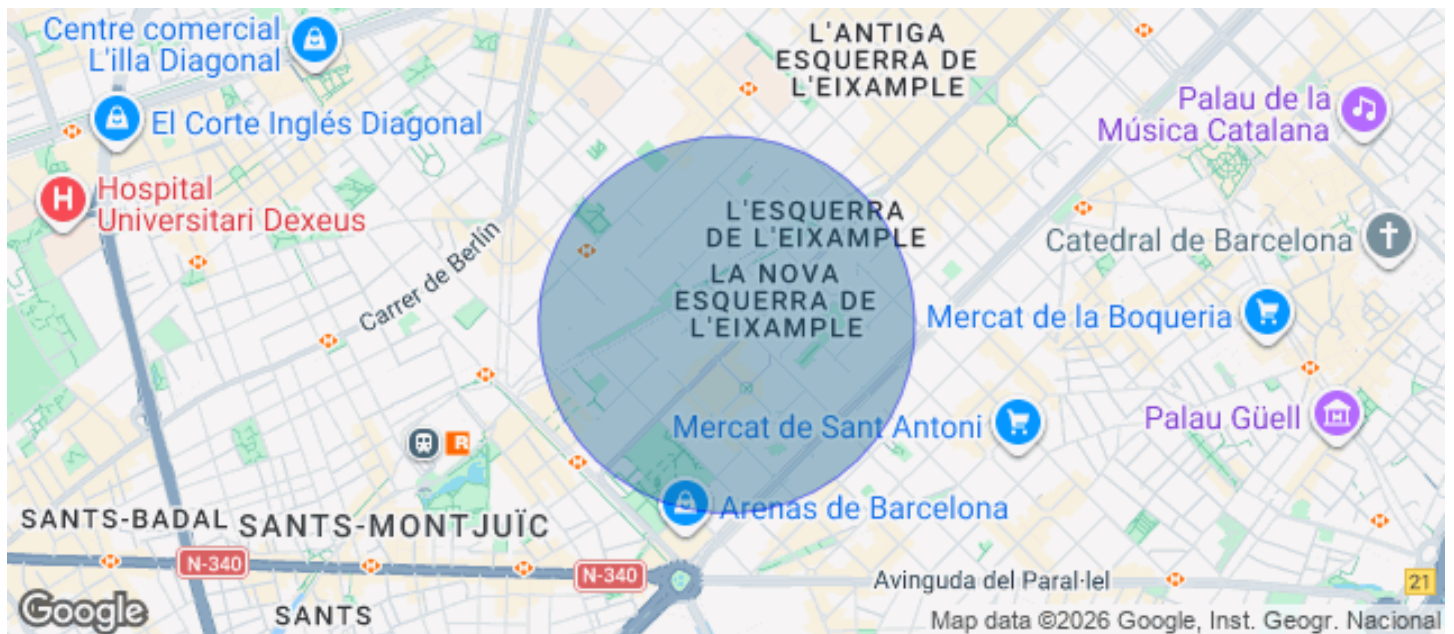 Centre comercial
L'illa Diagonal
El Corte Inglés Diagonal
H
Hospital
Universitari Dexeus
L'ANTIGA
ESQUERRA DE
L'EIXAMPLE
Palau de la
Música Catalana
Carrer de Berlín
L'ESQUERRA
DE L'EIXAMPLE
LA NOVA
ESQUERRA DE
L'EIXAMPLE
Catedral de Barcelona
Mercat de la Boqueria
Mercat de Sant Antoni
Palau Güell
R
Arenas de Barcelona
SANTS-BADAL
SANTS-MONTJUÏC
N-340
N-340
Avinguda del Paral·lel
21
SANTS
Google
Map data ©2026 Google, Inst. Geogr. Nacional